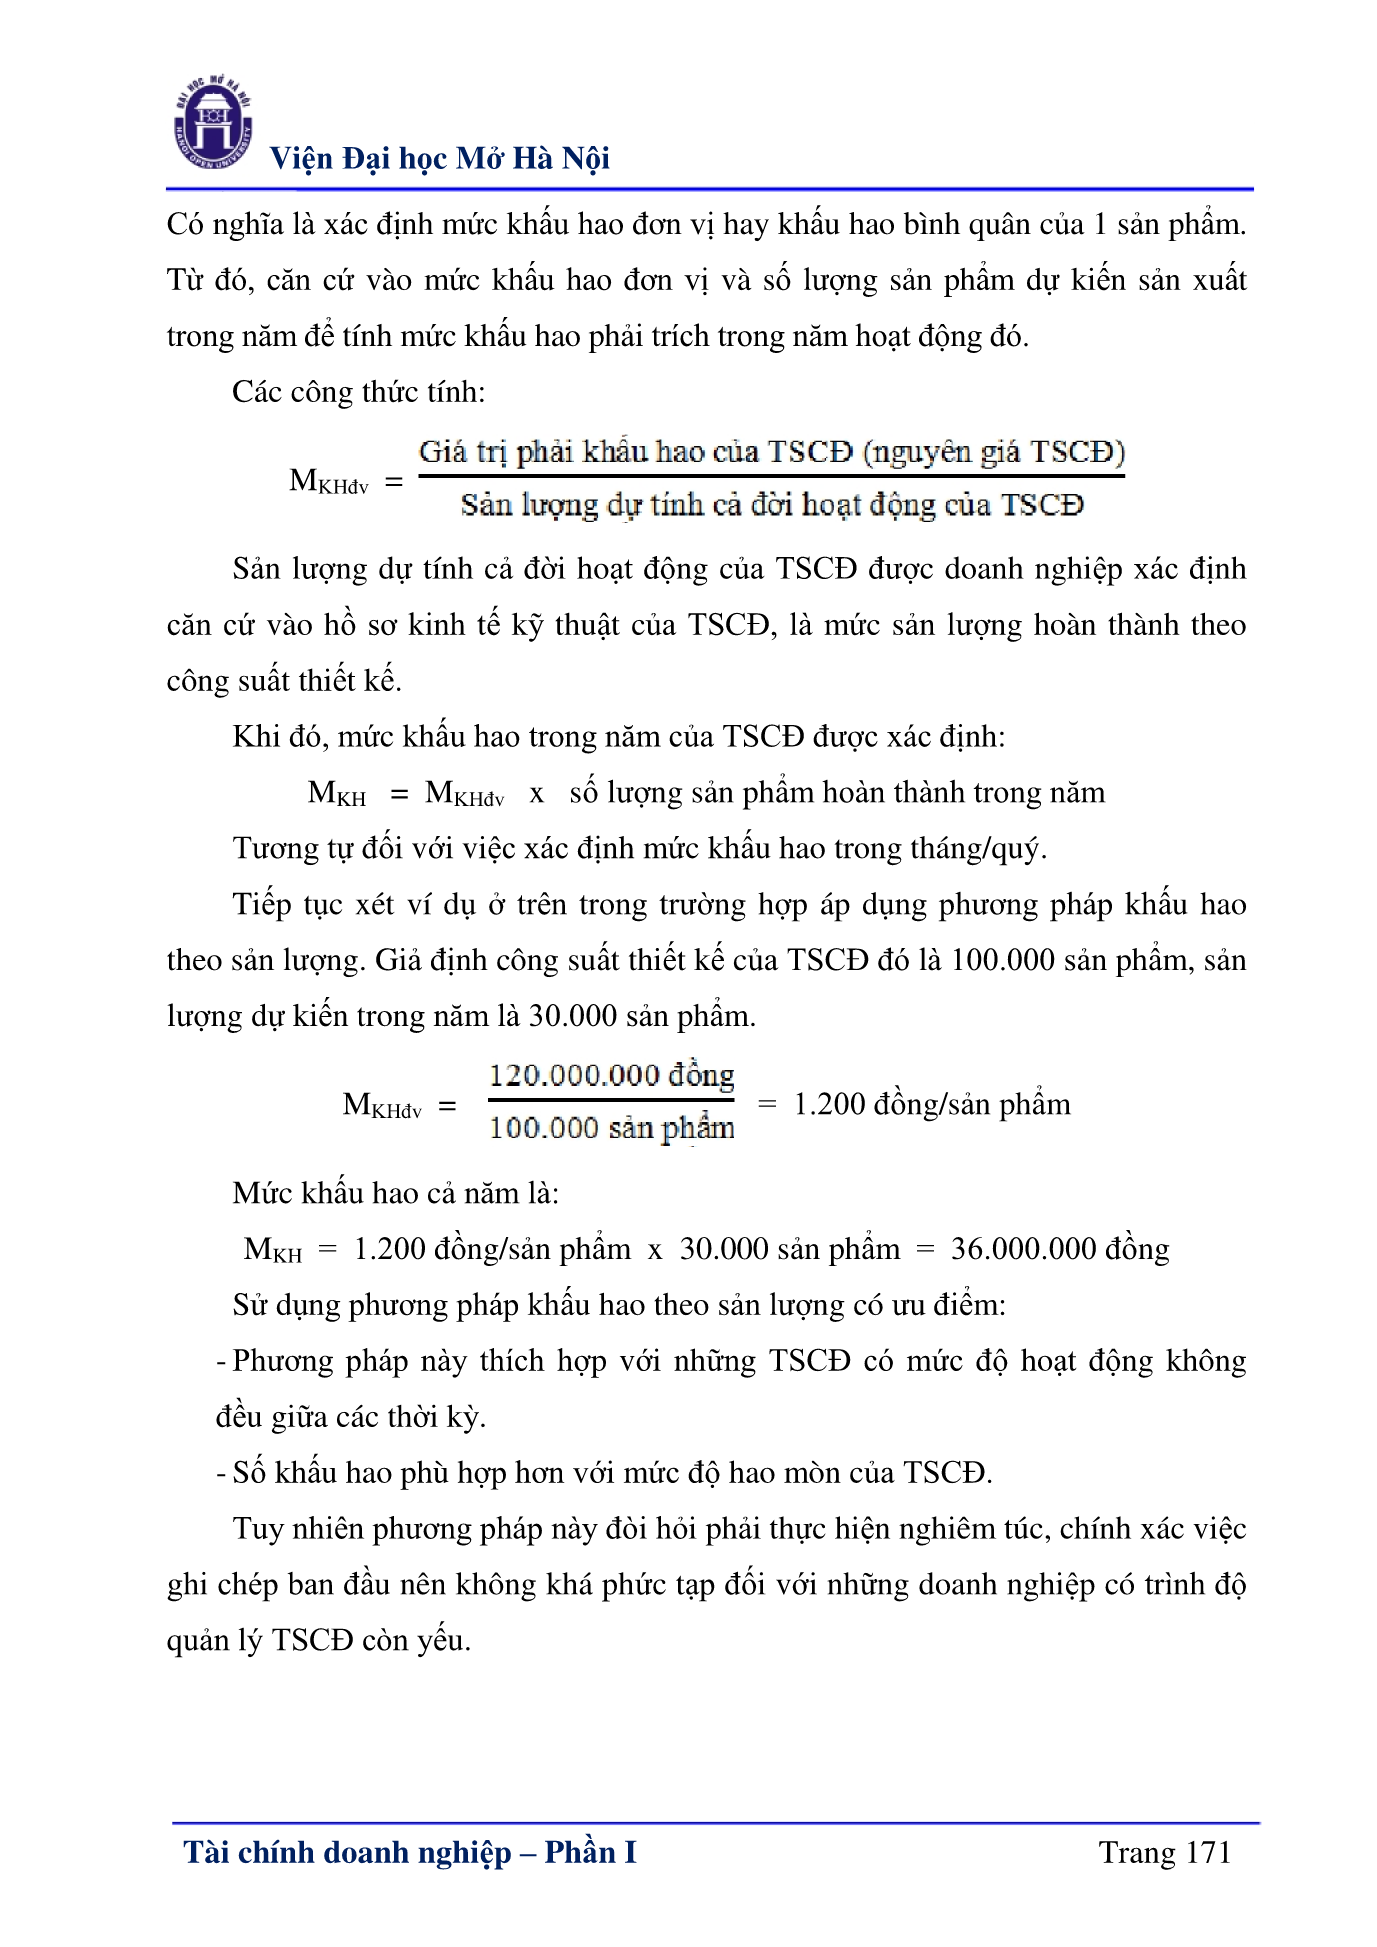 ĐẠI HỌC MỞ HÀ NỘI
HANOI OPEN UNIVERSITY
Viện Đại học Mở Hà Nội
Có nghĩa là xác định mức khấu hao đơn vị hay khấu hao bình quân của 1 sản phẩm.
Từ đó, căn cứ vào mức khấu hao đơn vị và số lượng sản phẩm dự kiến sản xuất
trong năm để tính mức khấu hao phải trích trong năm hoạt động đó.
Các công thức tính:
Giá trị phải khấu hao của TSCĐ (nguyên giá TSCĐ)
MKHđv =
Sản lượng dự tính cả đời hoạt động của TSCĐ
Sản lượng dự tính cả đời hoạt động của TSCĐ được doanh nghiệp xác định
căn cứ vào hồ sơ kinh tế kỹ thuật của TSCĐ, là mức sản lượng hoàn thành theo
công suất thiết kế.
Khi đó, mức khấu hao trong năm của TSCĐ được xác định:
MKH = MKHđv x số lượng sản phẩm hoàn thành trong năm
Tương tự đối với việc xác định mức khấu hao trong tháng/quý.
Tiếp tục xét ví dụ ở trên trong trường hợp áp dụng phương pháp khấu hao
theo sản lượng. Giả định công suất thiết kế của TSCĐ đó là 100.000 sản phẩm, sản
lượng dự kiến trong năm là 30.000 sản phẩm.
120.000.000 đồng
MKHđv = = 1.200 đồng/sản phẩm
100.000 sản phẩm
Mức khấu hao cả năm là:
MKH = 1.200 đồng/sản phẩm x 30.000 sản phẩm = 36.000.000 đồng
Sử dụng phương pháp khấu hao theo sản lượng có ưu điểm:
- Phương pháp này thích hợp với những TSCĐ có mức độ hoạt động không
đều giữa các thời kỳ.
- Số khấu hao phù hợp hơn với mức độ hao mòn của TSCĐ.
Tuy nhiên phương pháp này đòi hỏi phải thực hiện nghiêm túc, chính xác việc
ghi chép ban đầu nên không khá phức tạp đối với những doanh nghiệp có trình độ
quản lý TSCĐ còn yếu.
Tài chính doanh nghiệp – Phần I
Trang 171